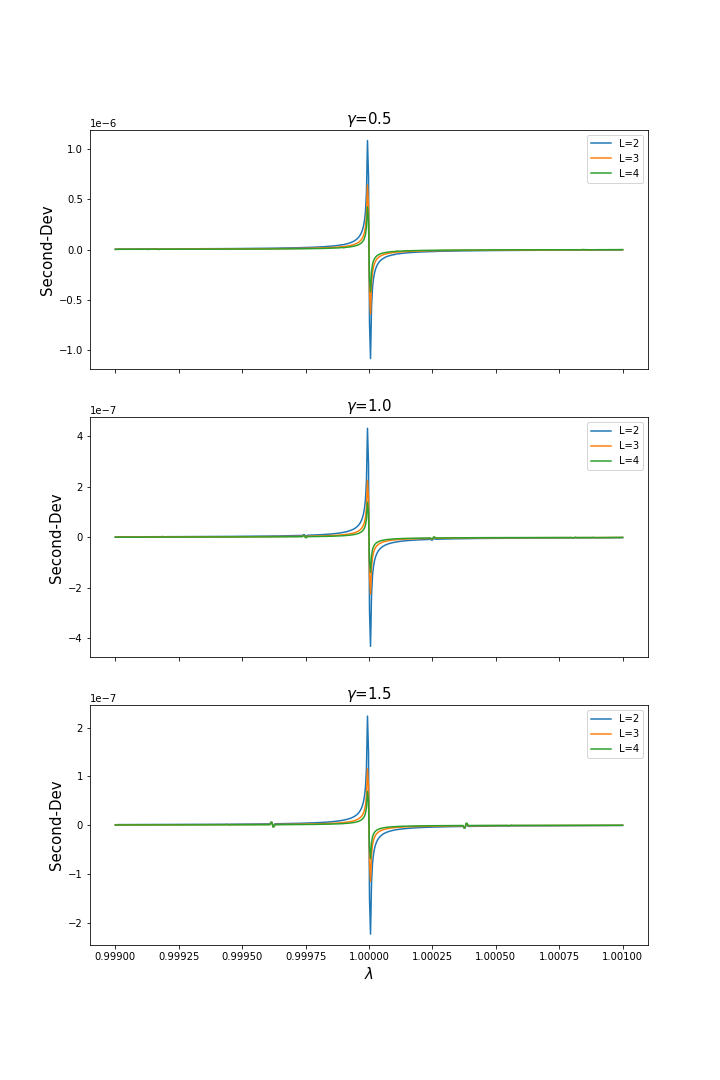 γ=0.5
1e−6
Second-Dev
1.0
0.5
0.0
−0.5
−1.0
L=2
L=3
L=4
γ=1.0
1e−7
Second-Dev
4
2
0
−2
−4
L=2
L=3
L=4
γ=1.5
1e−7
Second-Dev
2
1
0
−1
−2
L=2
L=3
L=4
0.99900 0.99925 0.99950 0.99975 1.00000 1.00025 1.00050 1.00075 1.00100
λ